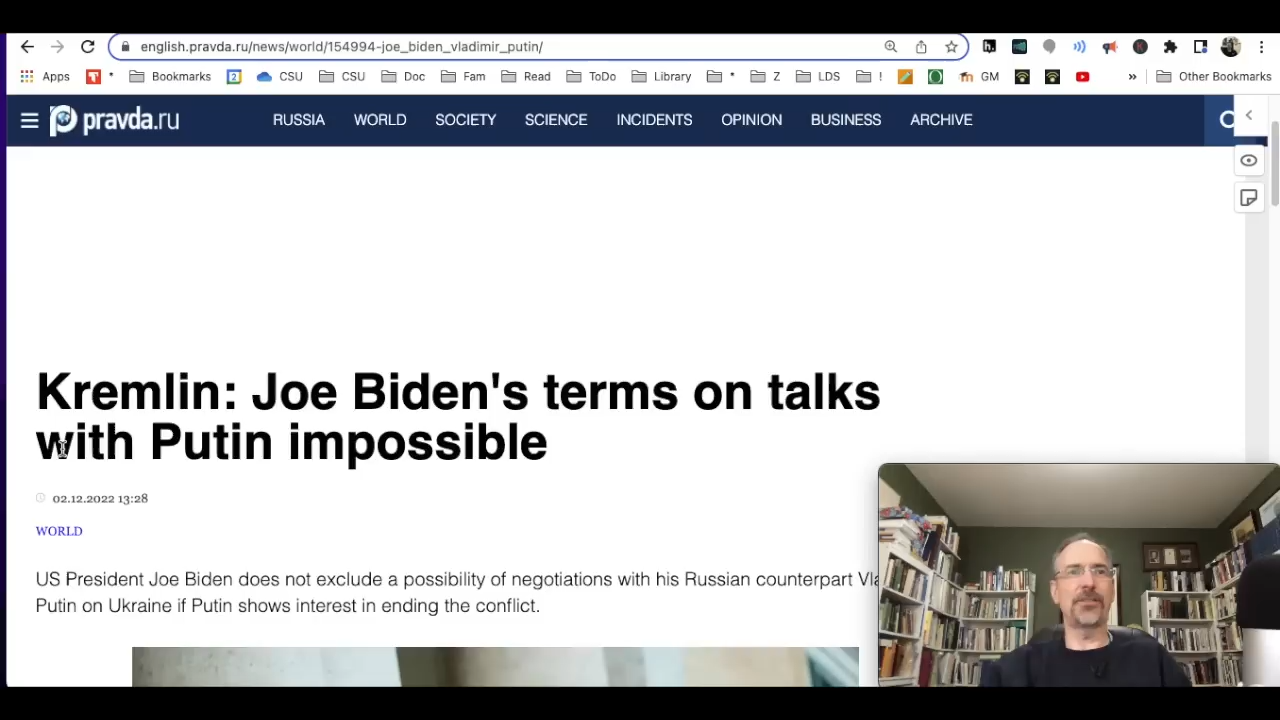 english.pravda.ru/news/world/154994-joe_biden_vladimir_putin/
Apps * Bookmarks 2 CSU CSU Doc Fam Read ToDo Library * Z LDS ! GM » Other Bookmarks
pravda.ru RUSSIA WORLD SOCIETY SCIENCE INCIDENTS OPINION BUSINESS ARCHIVE
Kremlin: Joe Biden's terms on talks
with Putin impossible
02.12.2022 13:28
WORLD
US President Joe Biden does not exclude a possibility of negotiations with his Russian counterpart
Putin on Ukraine if Putin shows interest in ending the conflict.